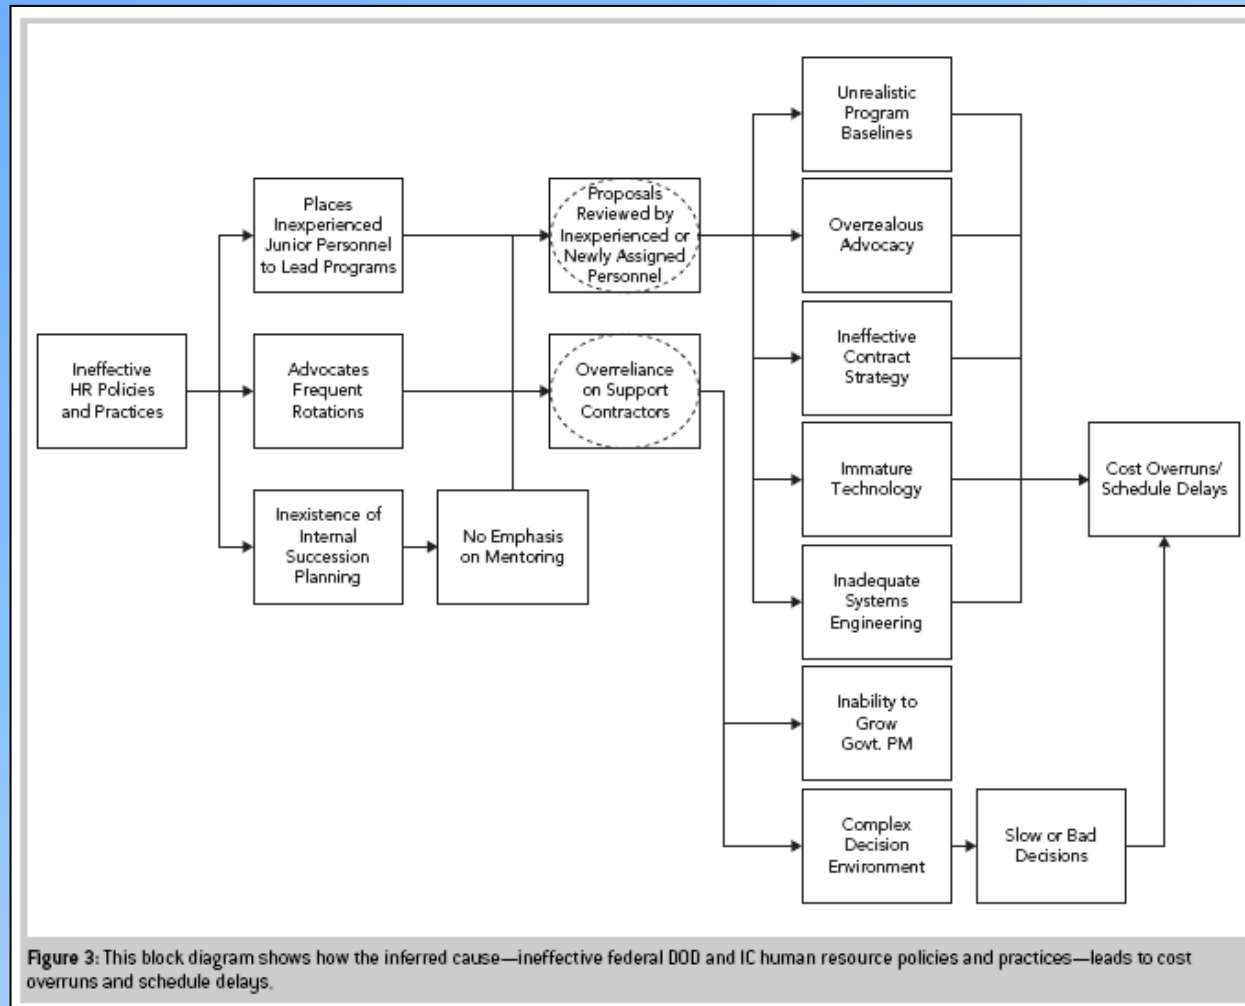 Unrealistic
Program
Baselines
Places
Inexperienced
Junior Personnel
to Lead Programs
Proposals
Reviewed by
Inexperienced or
Newly Assigned
Personnel
Overzealous
Advocacy
Ineffective
HR Policies
and Practices
Advocates
Frequent
Rotations
Overreliance
on Support
Contractors
Ineffective
Contract
Strategy
Inexistence of
Internal
Succession
Planning
No Emphasis
on Mentoring
Immature
Technology
Cost Overruns/
Schedule Delays
Inadequate
Systems
Engineering
Inability to
Grow
Govt. PM
Complex
Decision
Environment
Slow or Bad
Decisions
Figure 3: This block diagram shows how the inferred cause—ineffective federal DOD and IC human resource policies and practices—leads to cost
overruns and schedule delays.